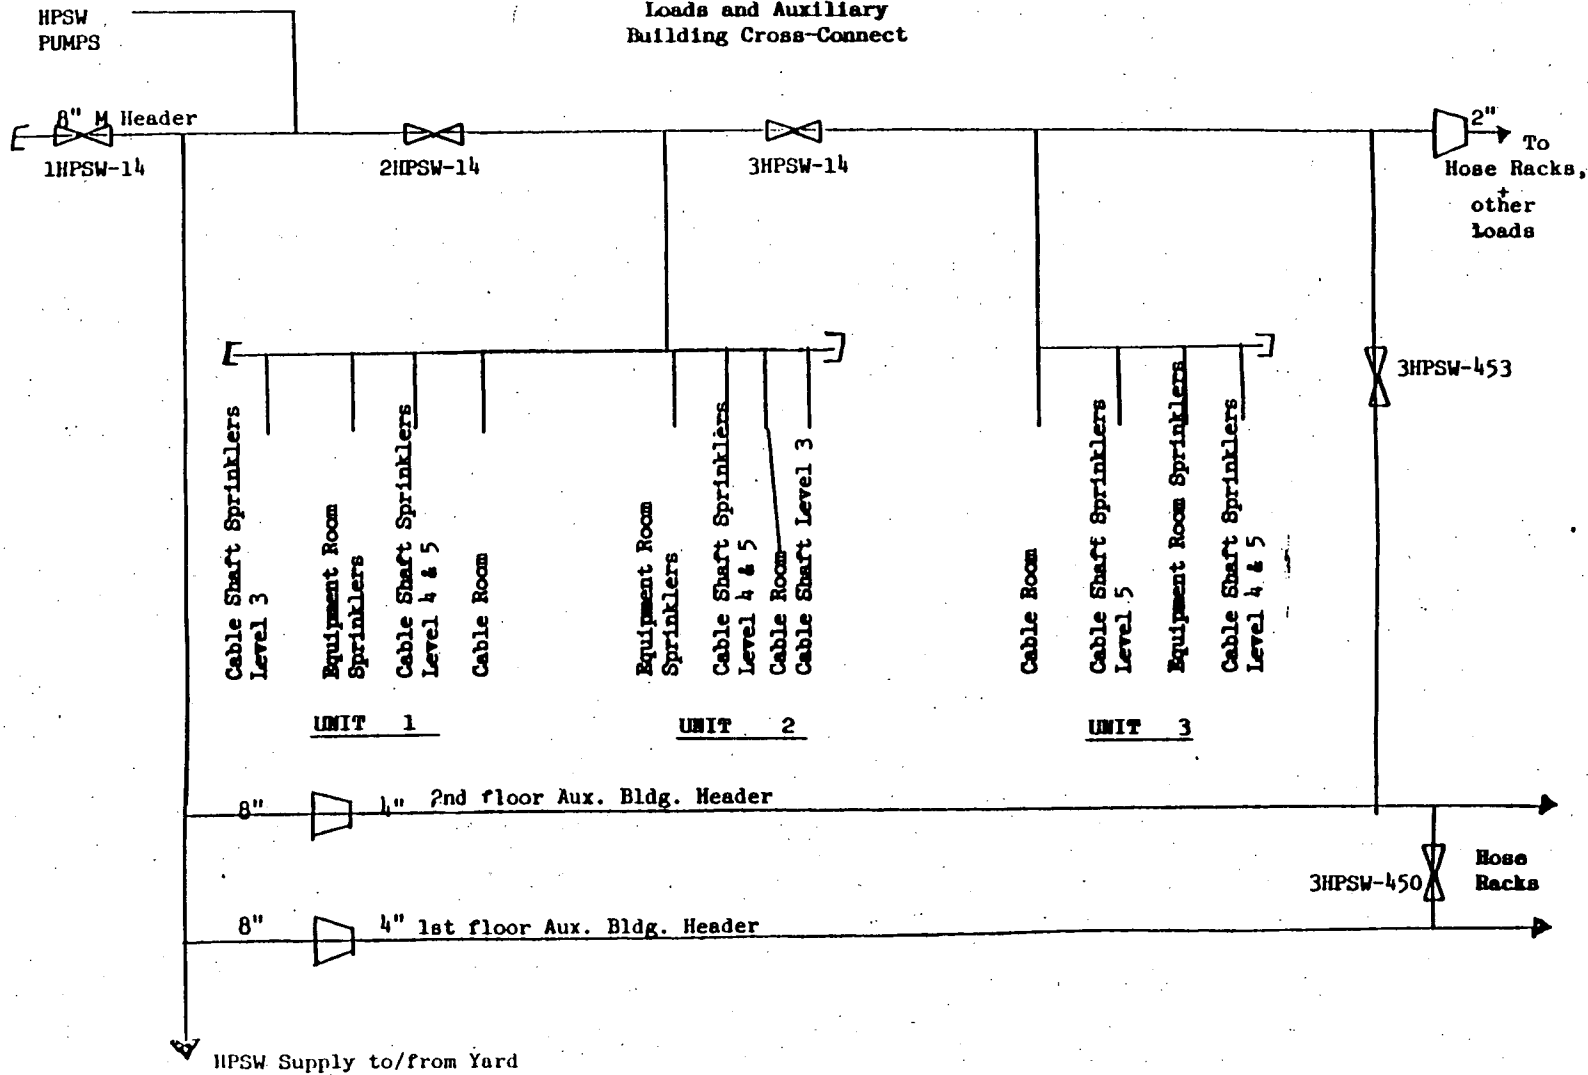 Loads and Auxiliary
Building Cross-Connect
HPSW
PUMPS
8" M Header
1HPSW-14
2HPSW-14
3HPSW-14
2"
To
Hose Racks,
+
other
Loads
3HPSW-453
Cable Shaft Sprinklers
Level 3
Equipment Room
Sprinklers
Cable Shaft Sprinklers
Level 4 & 5
Cable Room
Equipment Room
Sprinklers
Cable Shaft Sprinklers
Level 4 & 5
Cable Room
Cable Shaft Level 3
Cable Room
Cable Shaft Sprinklers
Level 5
Equipment Room Sprinklers
Cable Shaft Sprinklers
Level 4 & 5
UNIT 1
UNIT 2
UNIT 3
8" 4" 2nd floor Aux. Bldg. Header
3HPSW-450
Hose
Racks
8" 4" 1st floor Aux. Bldg. Header
HPSW Supply to/from Yard